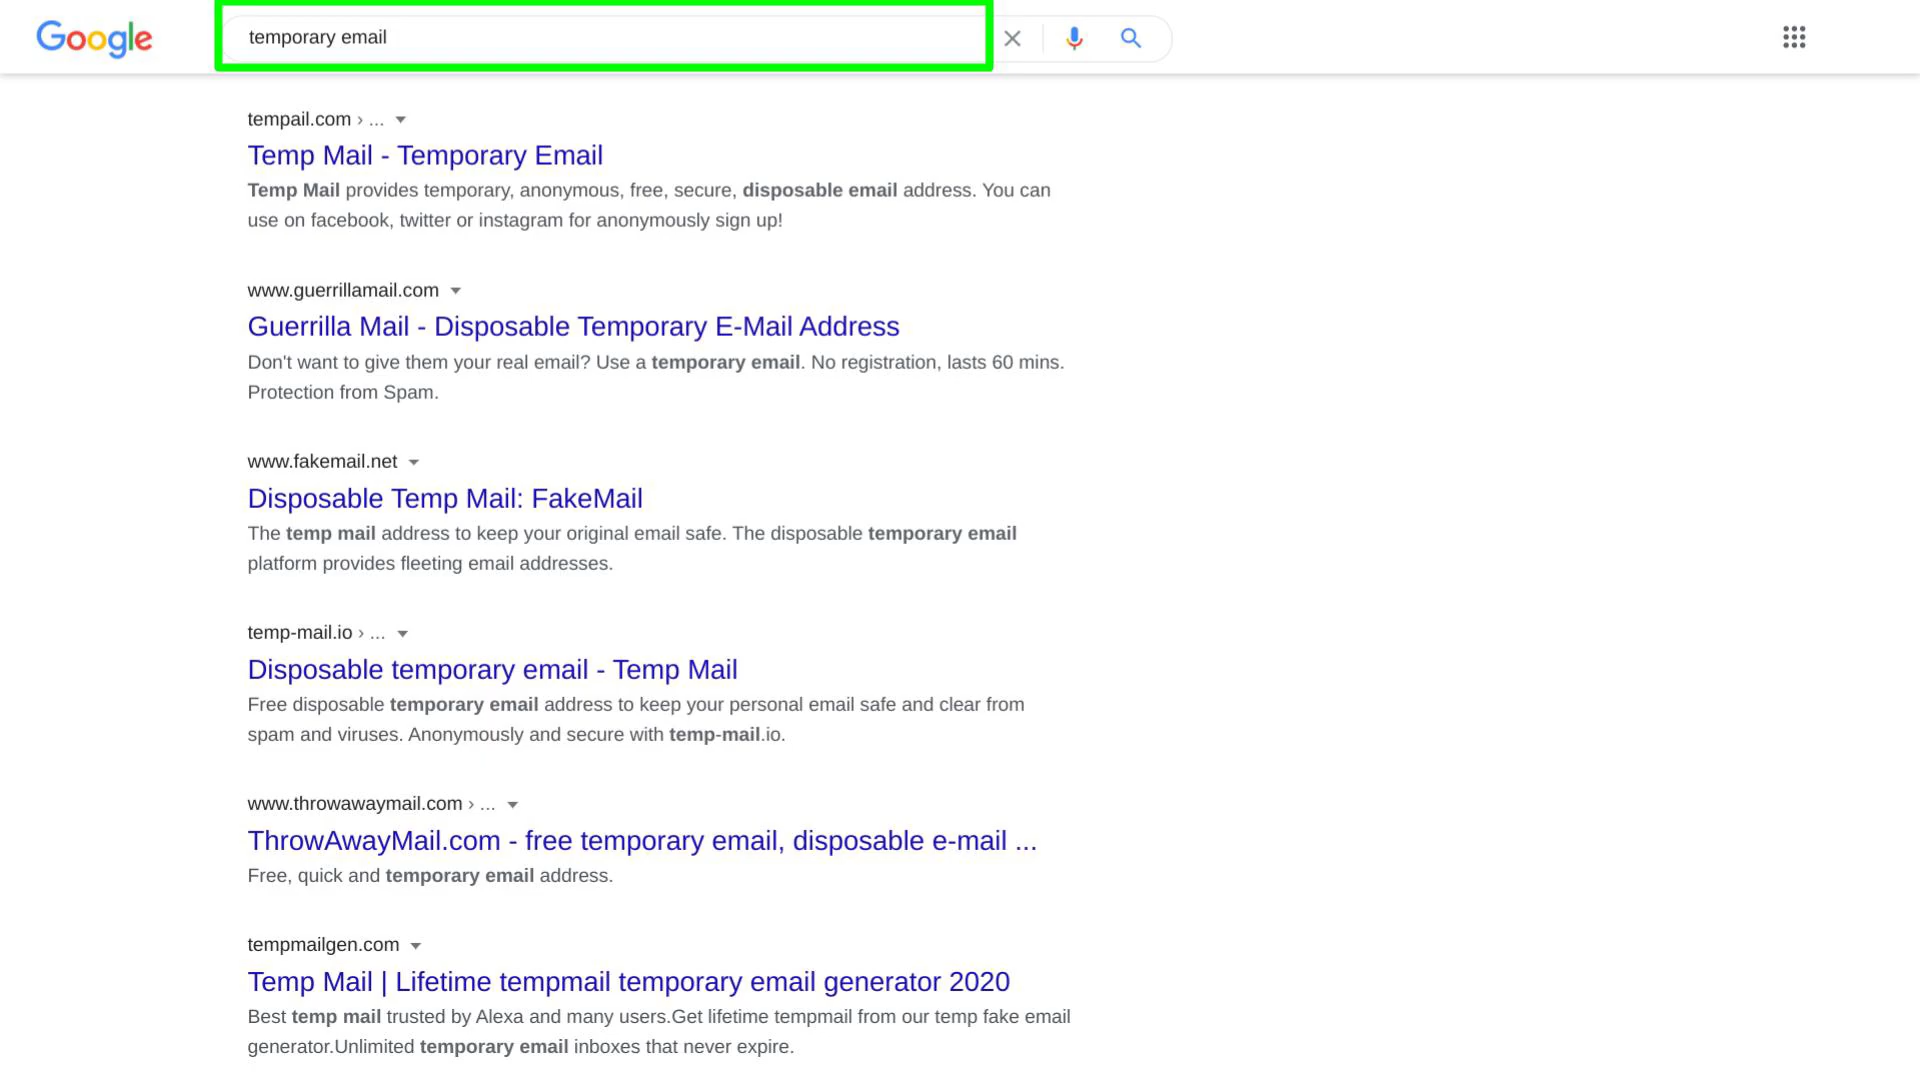 Google
temporary email
tempail.com › ...
Temp Mail - Temporary Email
Temp Mail provides temporary, anonymous, free, secure, disposable email address. You can
use on facebook, twitter or instagram for anonymously sign up!
www.guerrillamail.com
Guerrilla Mail - Disposable Temporary E-Mail Address
Don't want to give them your real email? Use a temporary email. No registration, lasts 60 mins.
Protection from Spam.
www.fakemail.net
Disposable Temp Mail: FakeMail
The temp mail address to keep your original email safe. The disposable temporary email
platform provides fleeting email addresses.
temp-mail.io › ...
Disposable temporary email - Temp Mail
Free disposable temporary email address to keep your personal email safe and clear from
spam and viruses. Anonymously and secure with temp-mail.io.
www.throwawaymail.com › ...
ThrowAwayMail.com - free temporary email, disposable e-mail ...
Free, quick and temporary email address.
tempmailgen.com
Temp Mail | Lifetime tempmail temporary email generator 2020
Best temp mail trusted by Alexa and many users.Get lifetime tempmail from our temp fake email
generator.Unlimited temporary email inboxes that never expire.